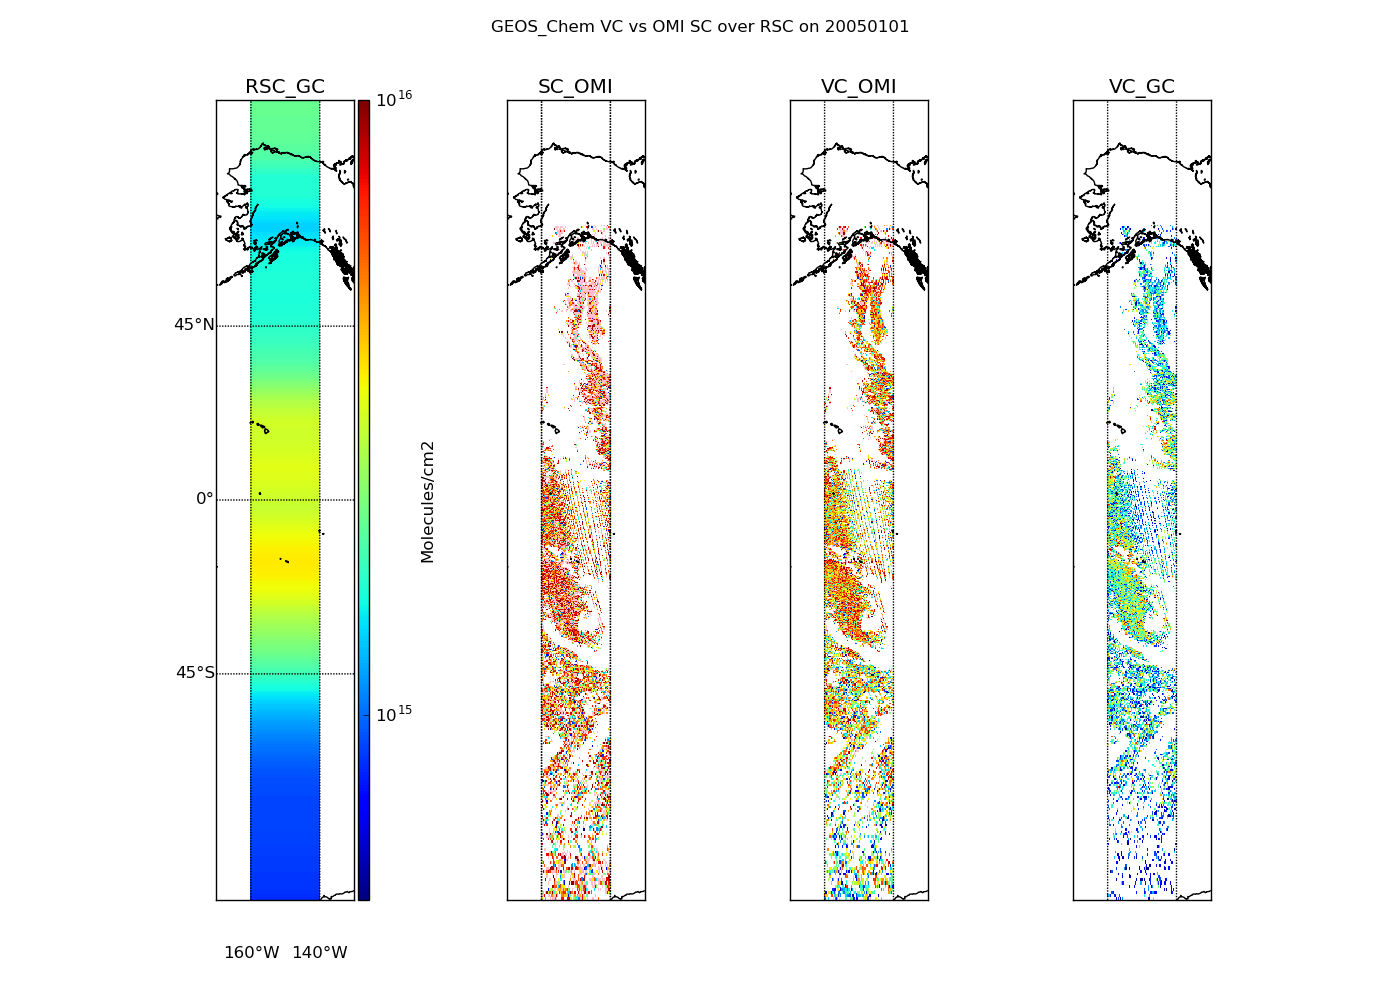 GEOS_Chem VC vs OMI SC over RSC on 20050101
RSC_GC
SC_OMI
VC_OMI
VC_GC
10^16
45°N
Molecules/cm2
0°
45°S
10^15
160°W
140°W